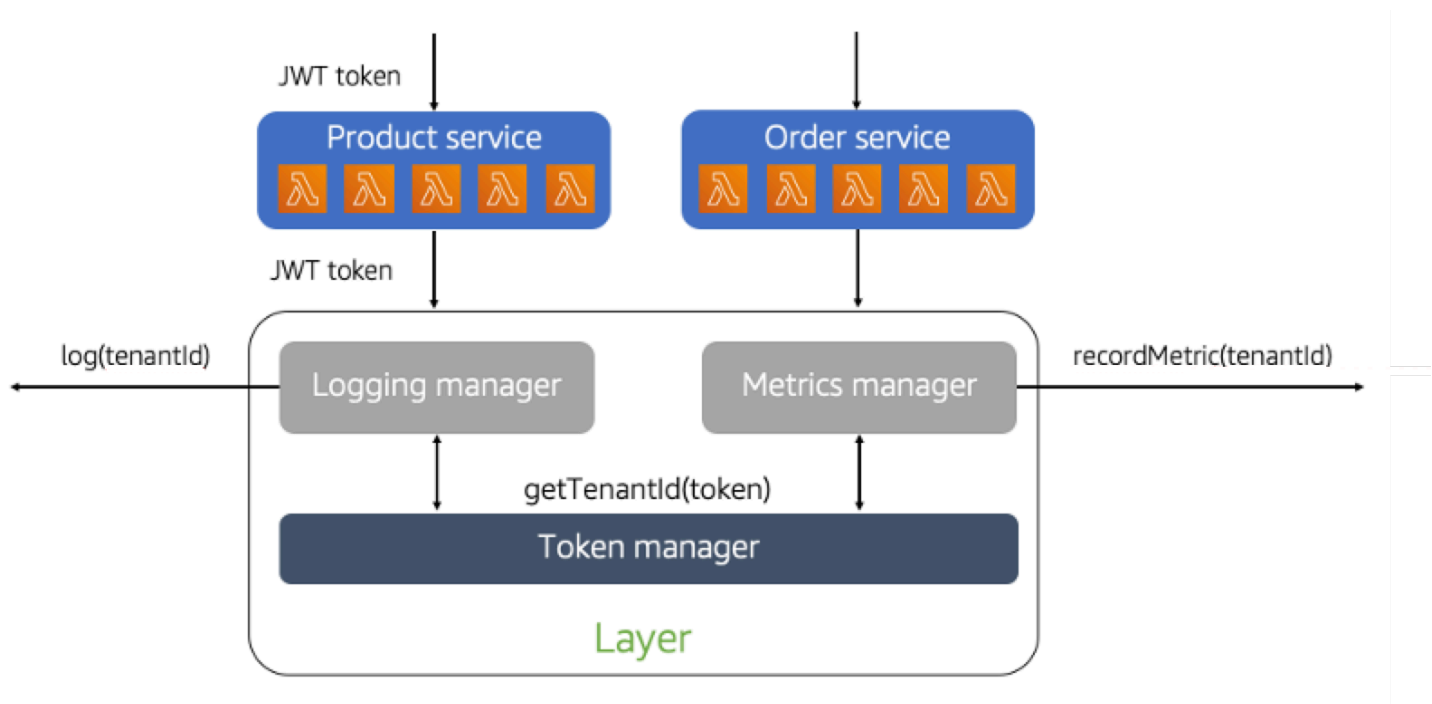 JWT token
Product service
Order service
JWT token
log(tenantId)
recordMetric(tenantId)
Logging manager
Metrics manager
getTenantId(token)
Token manager
Layer